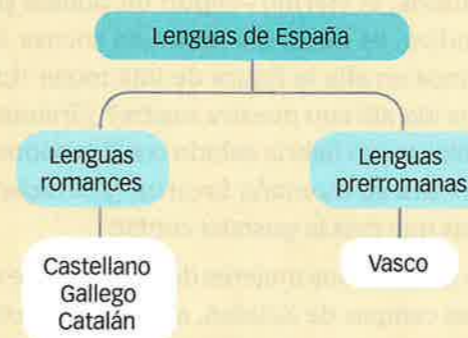 Lenguas de España
Lenguas
romances
Lenguas
prerromanas
Castellano
Gallego
Catalán
Vasco